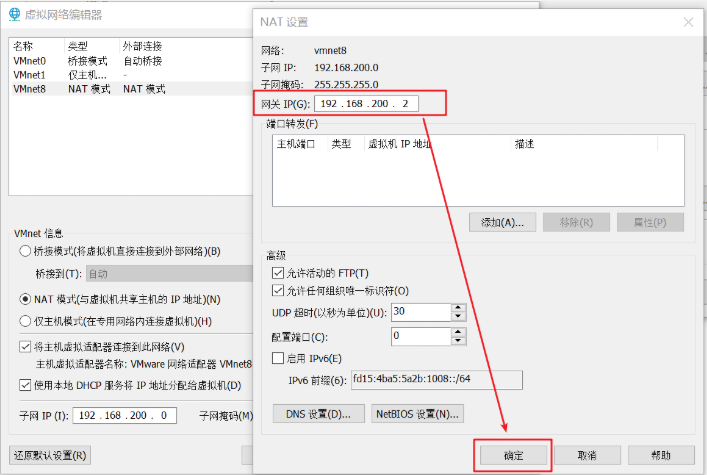 虚拟网络编辑器
名称 类型 外部连接
VMnet0 桥接模式 自动桥接
VMnet1 仅主机... -
VMnet8 NAT 模式 NAT 模式
VMnet 信息
桥接模式(将虚拟机直接连接到外部网络)(B)
桥接到(T): 自动
NAT 模式(与虚拟机共享主机的 IP 地址)(N)
仅主机模式(在专用网络内连接虚拟机)(H)
将主机虚拟适配器连接到此网络(V)
主机虚拟适配器名称: VMware 网络适配器 VMnet8
使用本地 DHCP 服务将 IP 地址分配给虚拟机(D)
子网 IP (I): 192 . 168 . 200 . 0 子网掩码(M)
还原默认设置(R)
NAT 设置
网络: vmnet8
子网 IP: 192.168.200.0
子网掩码: 255.255.255.0
网关 IP(G): 192 . 168 . 200 . 2
端口转发(F)
主机端口 类型 虚拟机 IP 地址 描述
添加(A)... 移除(R) 属性(P)
高级
允许活动的 FTP(T)
允许任何组织唯一标识符(O)
UDP 超时(以秒为单位)(U): 30
配置端口(C): 0
启用 IPv6(E)
IPv6 前缀(6): fd15:4ba5:5a2b:1008::/64
DNS 设置(D)... NetBIOS 设置(N)...
确定 取消 帮助